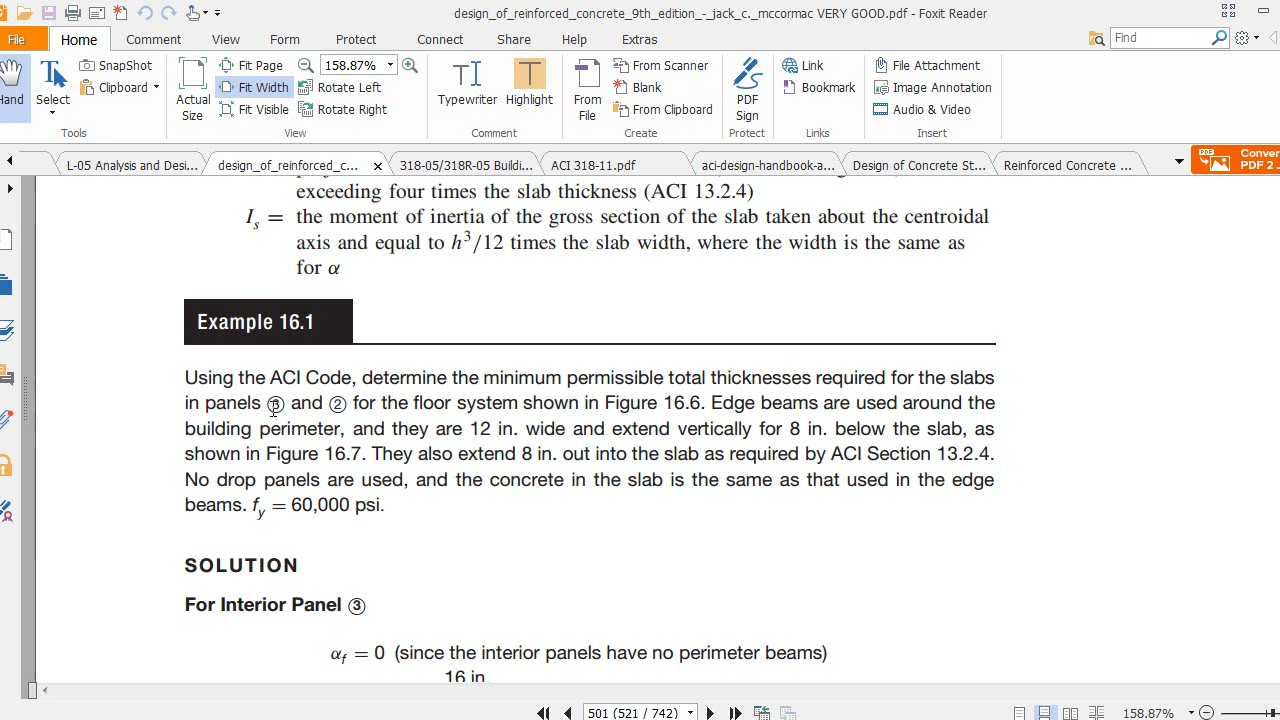 design_of_reinforced_concrete_9th_edition_-_jack_c._mccormac VERY GOOD.pdf - Foxit Reader
File Home Comment View Form Protect Connect Share Help Extras Find
Hand Select SnapShot Clipboard Actual Size Fit Page Fit Width Fit Visible 158.87% Rotate Left Rotate Right Typewriter Highlight From File From Scanner Blank From Clipboard PDF Sign Link Bookmark File Attachment Image Annotation Audio & Video
Tools View Comment Create Protect Links Insert
L-05 Analysis and Desi... design_of_reinforced_c... 318-05/318R-05 Buildi... 318-11.pdf aci-design-handbook-a... Design of Concrete St... Reinforced Concrete ... PDF Conver
PDF 2
exceeding four times the slab thickness (ACI 13.2.4)
Is = the moment of inertia of the gross section of the slab taken about the centroidal
axis and equal to h³/12 times the slab width, where the width is the same as
for α
Example 16.1
Using the ACI Code, determine the minimum permissible total thicknesses required for the slabs
in panels ③ and ② for the floor system shown in Figure 16.6. Edge beams are used around the
building perimeter, and they are 12 in. wide and extend vertically for 8 in. below the slab, as
shown in Figure 16.7. They also extend 8 in. out into the slab as required by ACI Section 13.2.4.
No drop panels are used, and the concrete in the slab is the same as that used in the edge
beams. fy = 60,000 psi.
SOLUTION
For Interior Panel ③
αf = 0 (since the interior panels have no perimeter beams)
16 in
501 (521 / 742) 158.87%